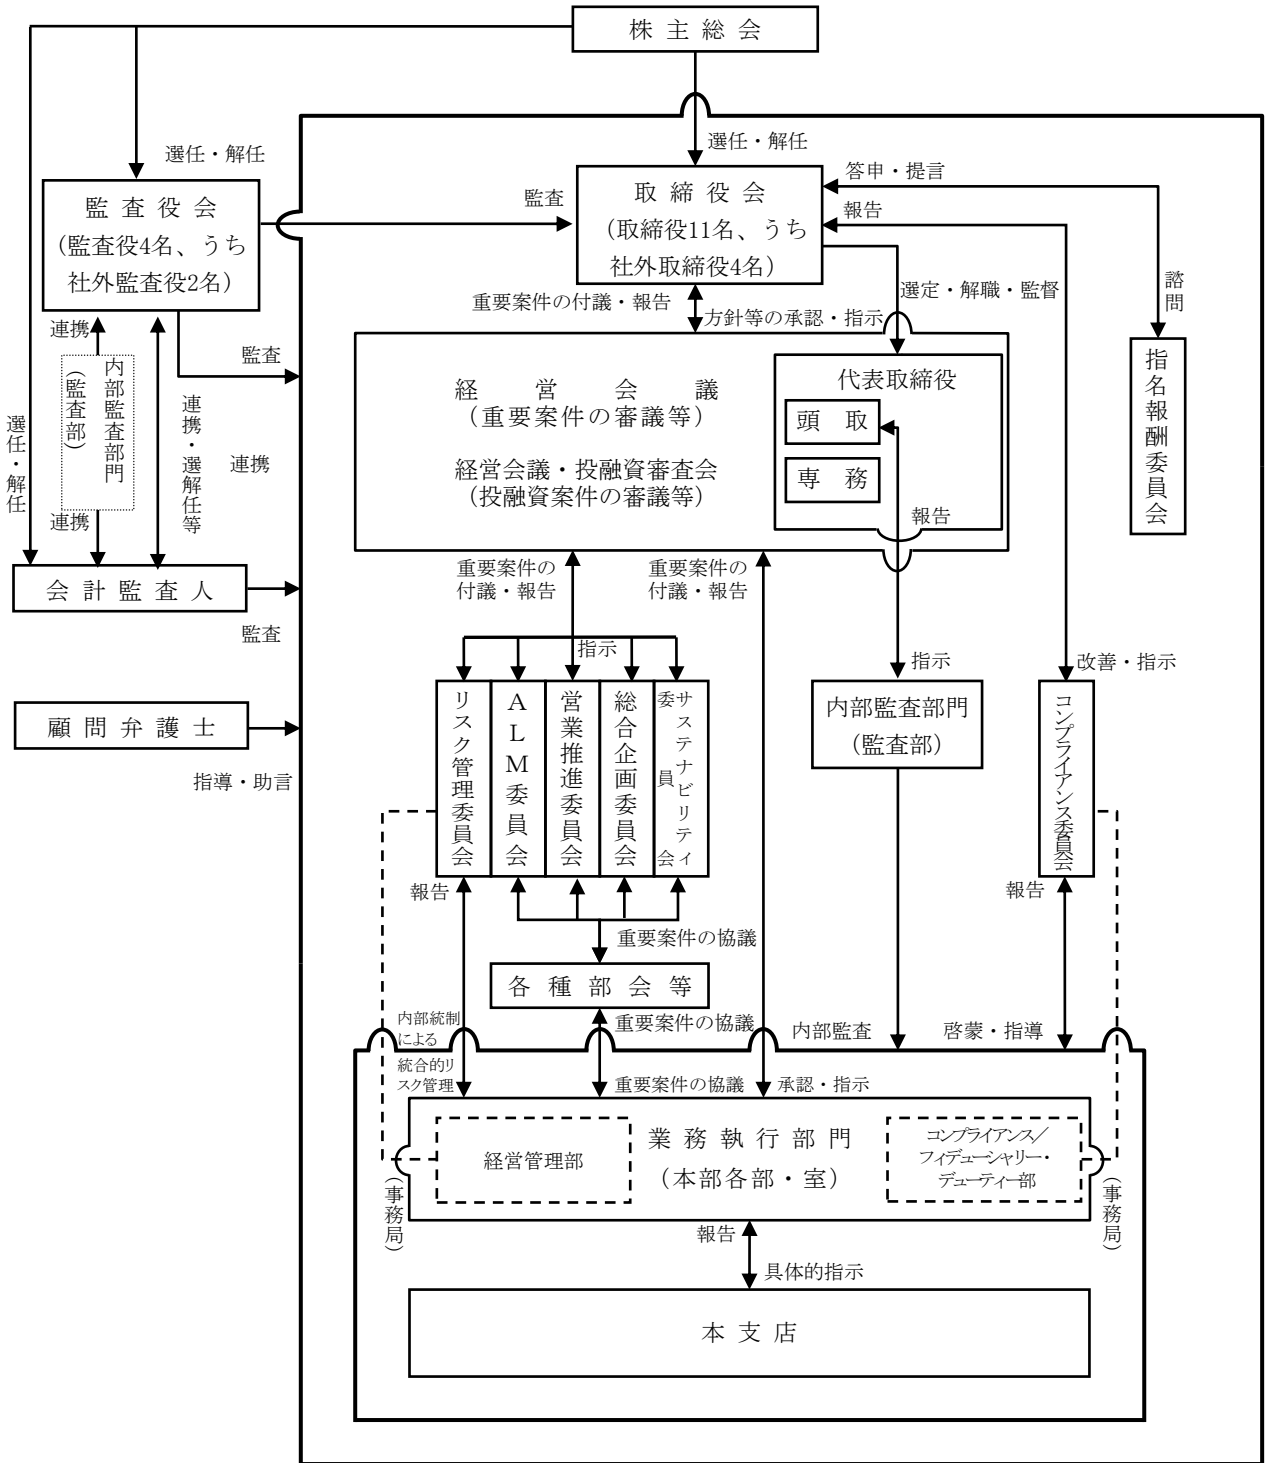 株主総会
選任・解任
選任・解任
監査役会
（監査役4名、うち
社外監査役2名）
監査
取締役会
（取締役11名、うち
社外取締役4名）
答申・提言
報告
諮問
選定・解職・監督
重要案件の付議・報告
方針等の承認・指示
指名報酬委員会
連携
内部監査部門
（監査部）
監査
連携・選解任等
連携
選任・解任
連携
経営会議
（重要案件の審議等）
経営会議・投融資審査会
（投融資案件の審議等）
代表取締役
頭取
専務
報告
会計監査人
監査
重要案件の
付議・報告
重要案件の
付議・報告
指示
指示
改善・指示
顧問弁護士
指導・助言
リスク管理委員会
ALM委員会
営業推進委員会
総合企画委員会
サステナビリティ
委員会
内部監査部門
（監査部）
コンプライアンス委員会
報告
報告
重要案件の協議
各種部会等
重要案件の協議
内部統制
による
統合的リ
スク管理
内部監査
啓蒙・指導
重要案件の協議
承認・指示
業務執行部門
（本部各部・室）
経営管理部
コンプライアンス／
フィデューシャリー・
デューティー部
（事務局）
（事務局）
報告
具体的指示
本支店